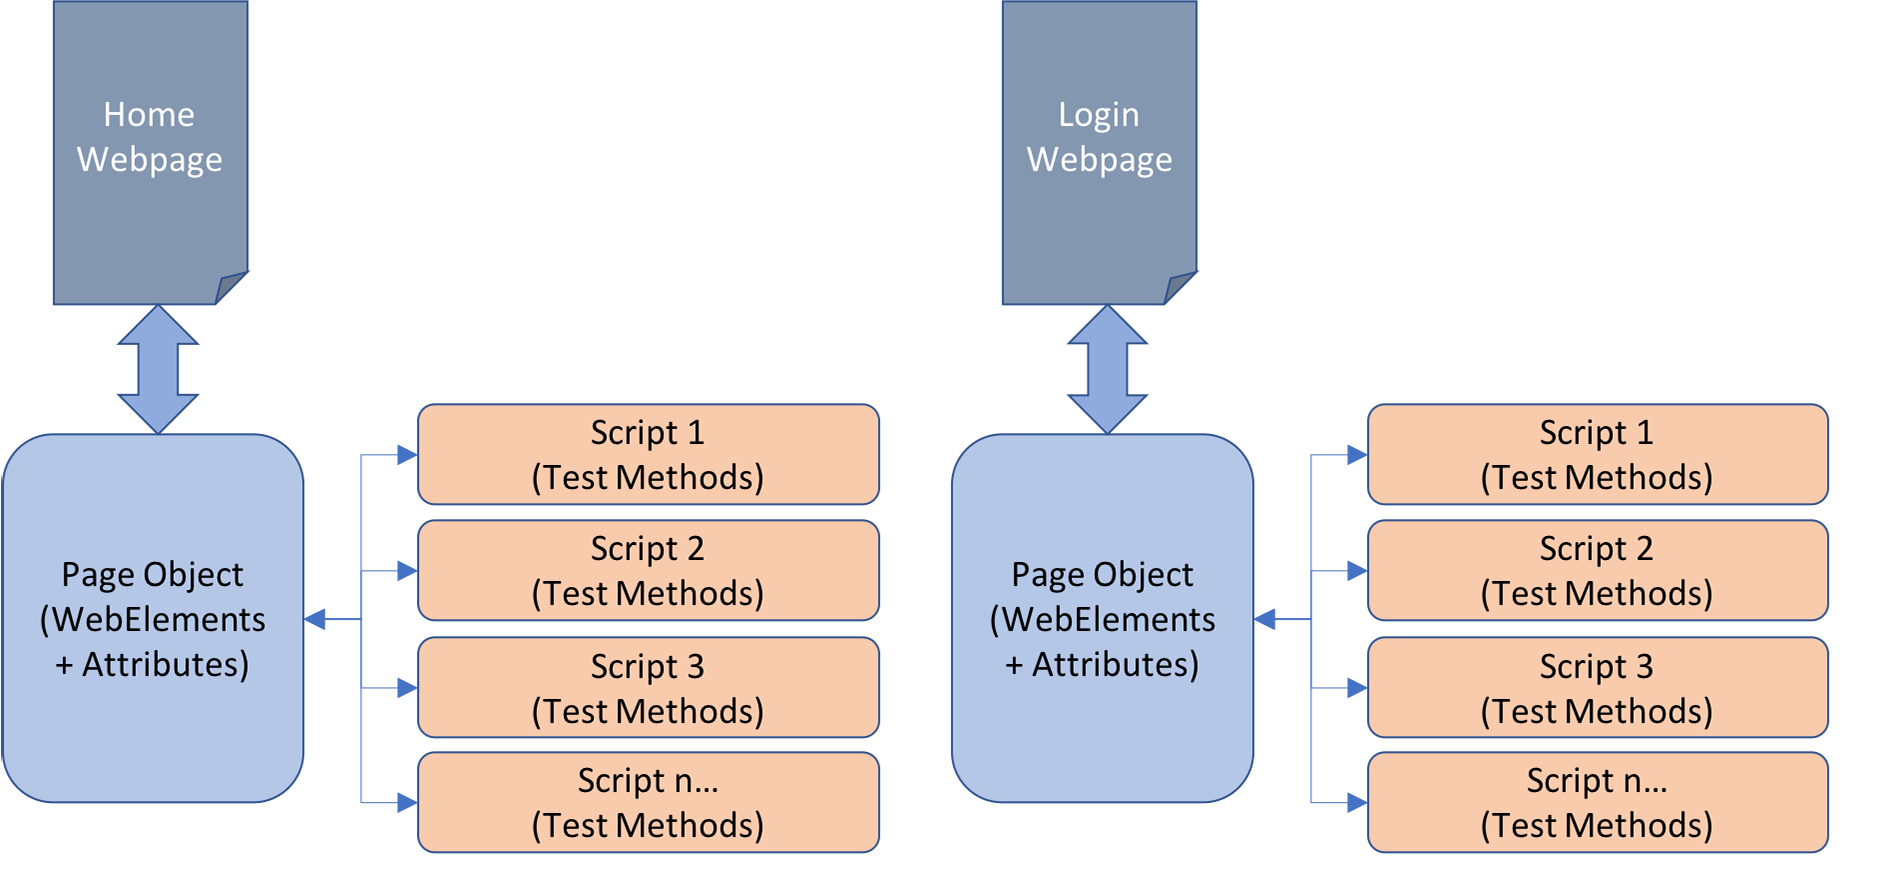 Home
Webpage
Page Object
(WebElements
+ Attributes)
Script 1
(Test Methods)
Script 2
(Test Methods)
Script 3
(Test Methods)
Script n...
(Test Methods)
Login
Webpage
Page Object
(WebElements
+ Attributes)
Script 1
(Test Methods)
Script 2
(Test Methods)
Script 3
(Test Methods)
Script n...
(Test Methods)